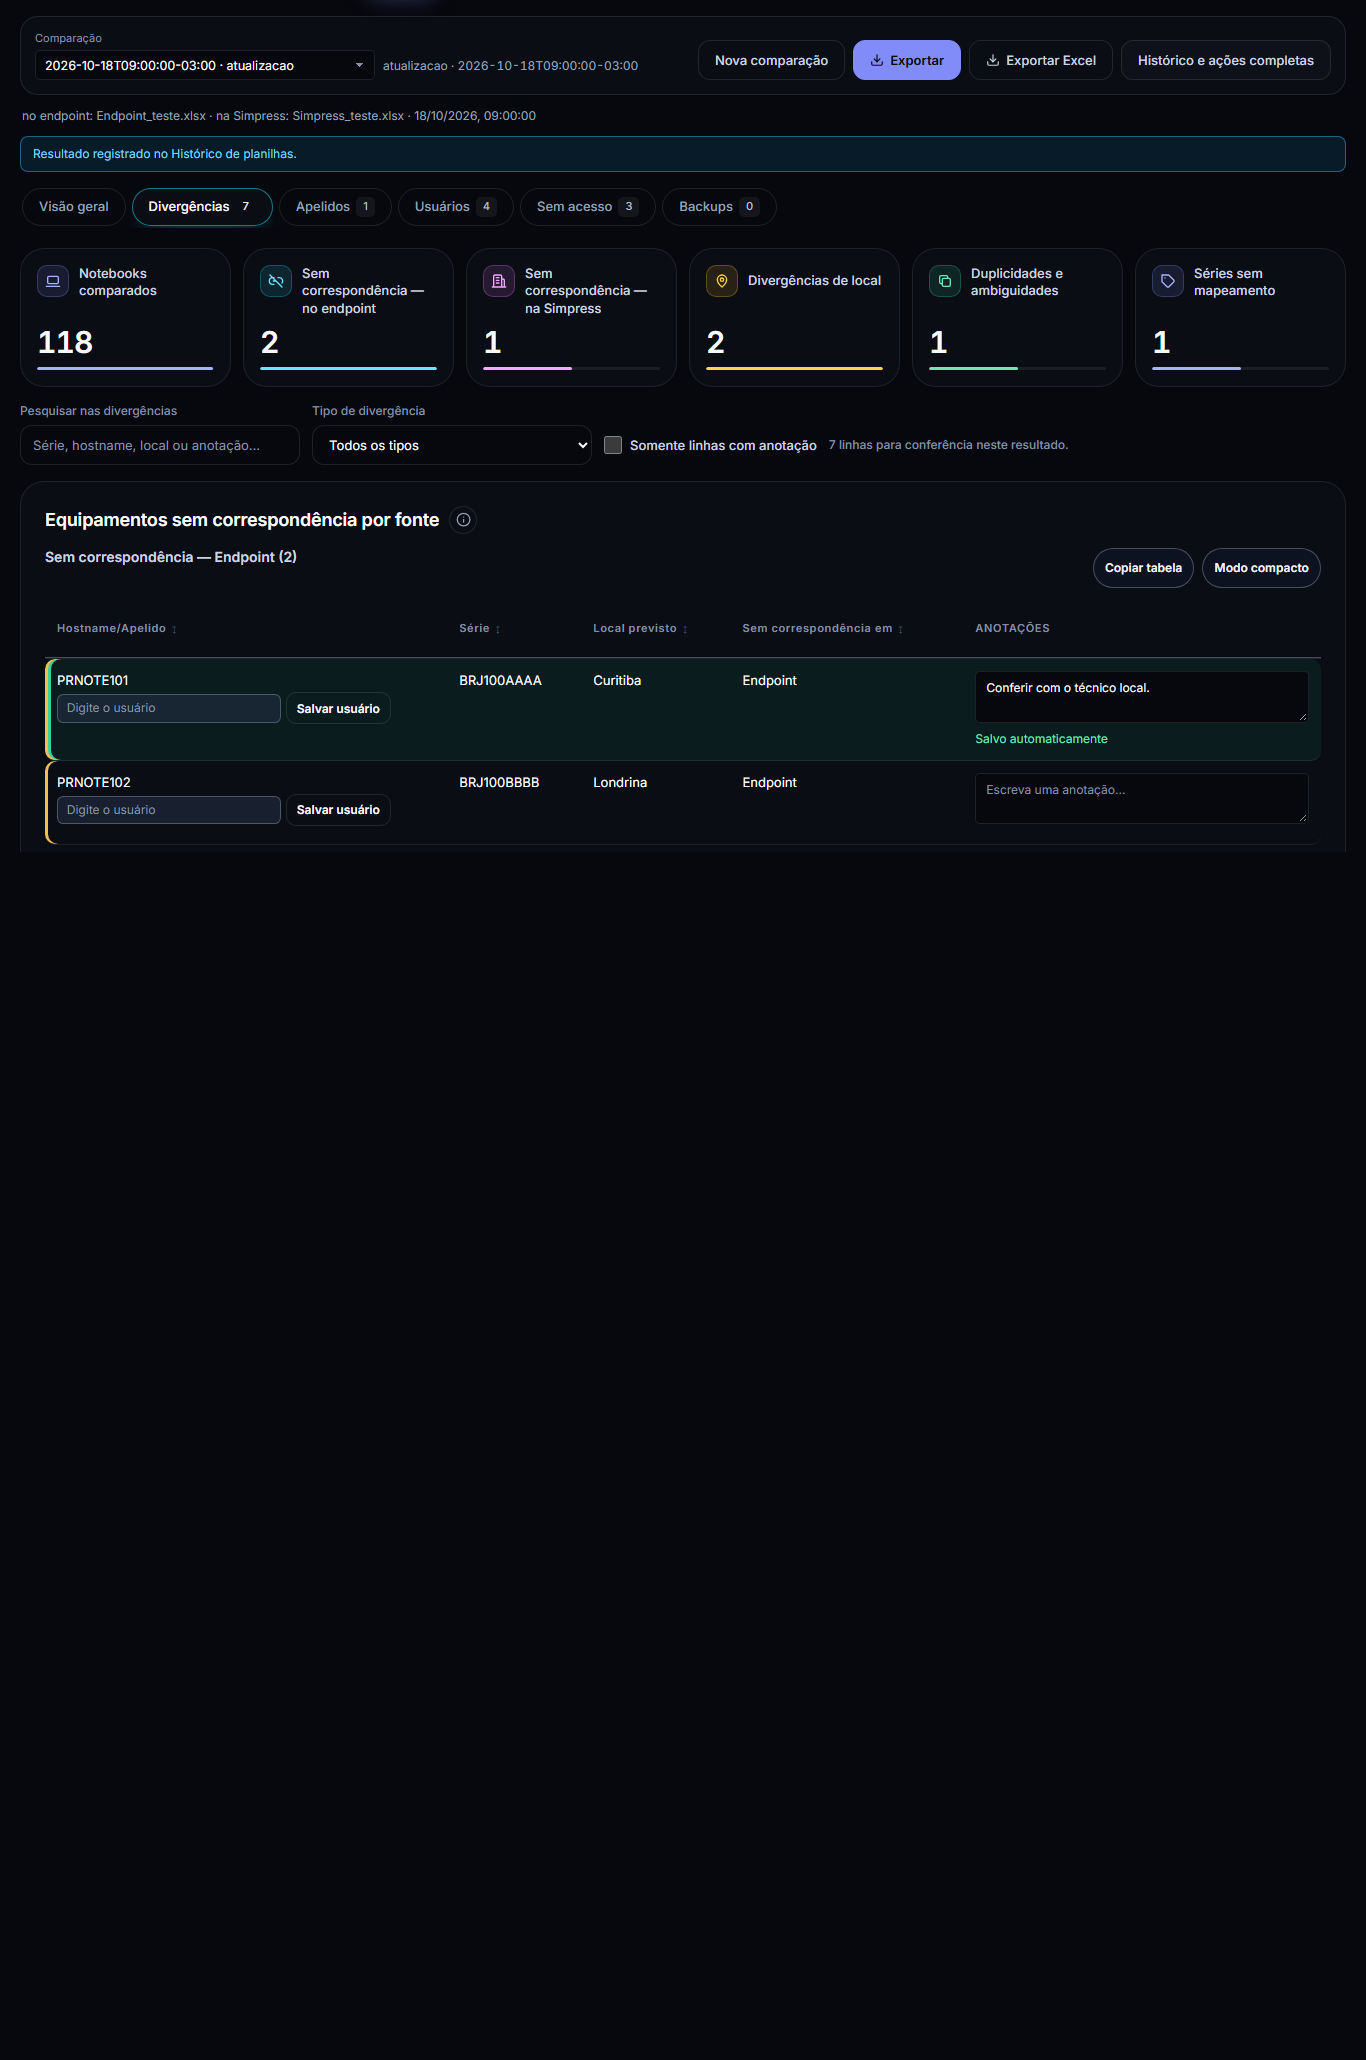 Comparação
2026-10-18T09:00:00-03:00 · atualizacao
atualizacao · 2026-10-18T09:00:00-03:00
Nova comparação
Exportar
Exportar Excel
Histórico e ações completas
no endpoint: Endpoint_teste.xlsx · na Simpress: Simpress_teste.xlsx · 18/10/2026, 09:00:00
Resultado registrado no Histórico de planilhas.
Visão geral
Divergências 7
Apelidos 1
Usuários 4
Sem acesso 3
Backups 0
Notebooks
comparados
118
Sem
correspondência —
no endpoint
2
Sem
correspondência —
na Simpress
1
Divergências de local
2
Duplicidades e
ambiguidades
1
Séries sem
mapeamento
1
Pesquisar nas divergências
Série, hostname, local ou anotação...
Tipo de divergência
Todos os tipos
Somente linhas com anotação
7 linhas para conferência neste resultado.
Equipamentos sem correspondência por fonte
Sem correspondência — Endpoint (2)
Copiar tabela
Modo compacto
Hostname/Apelido ↕ Série ↕ Local previsto ↕ Sem correspondência em ↕ ANOTAÇÕES
PRNOTE101 BRJ100AAAA Curitiba Endpoint Conferir com o técnico local.
Digite o usuário Salvar usuário
Salvo automaticamente
PRNOTE102 BRJ100BBBB Londrina Endpoint Escreva uma anotação...
Digite o usuário Salvar usuário